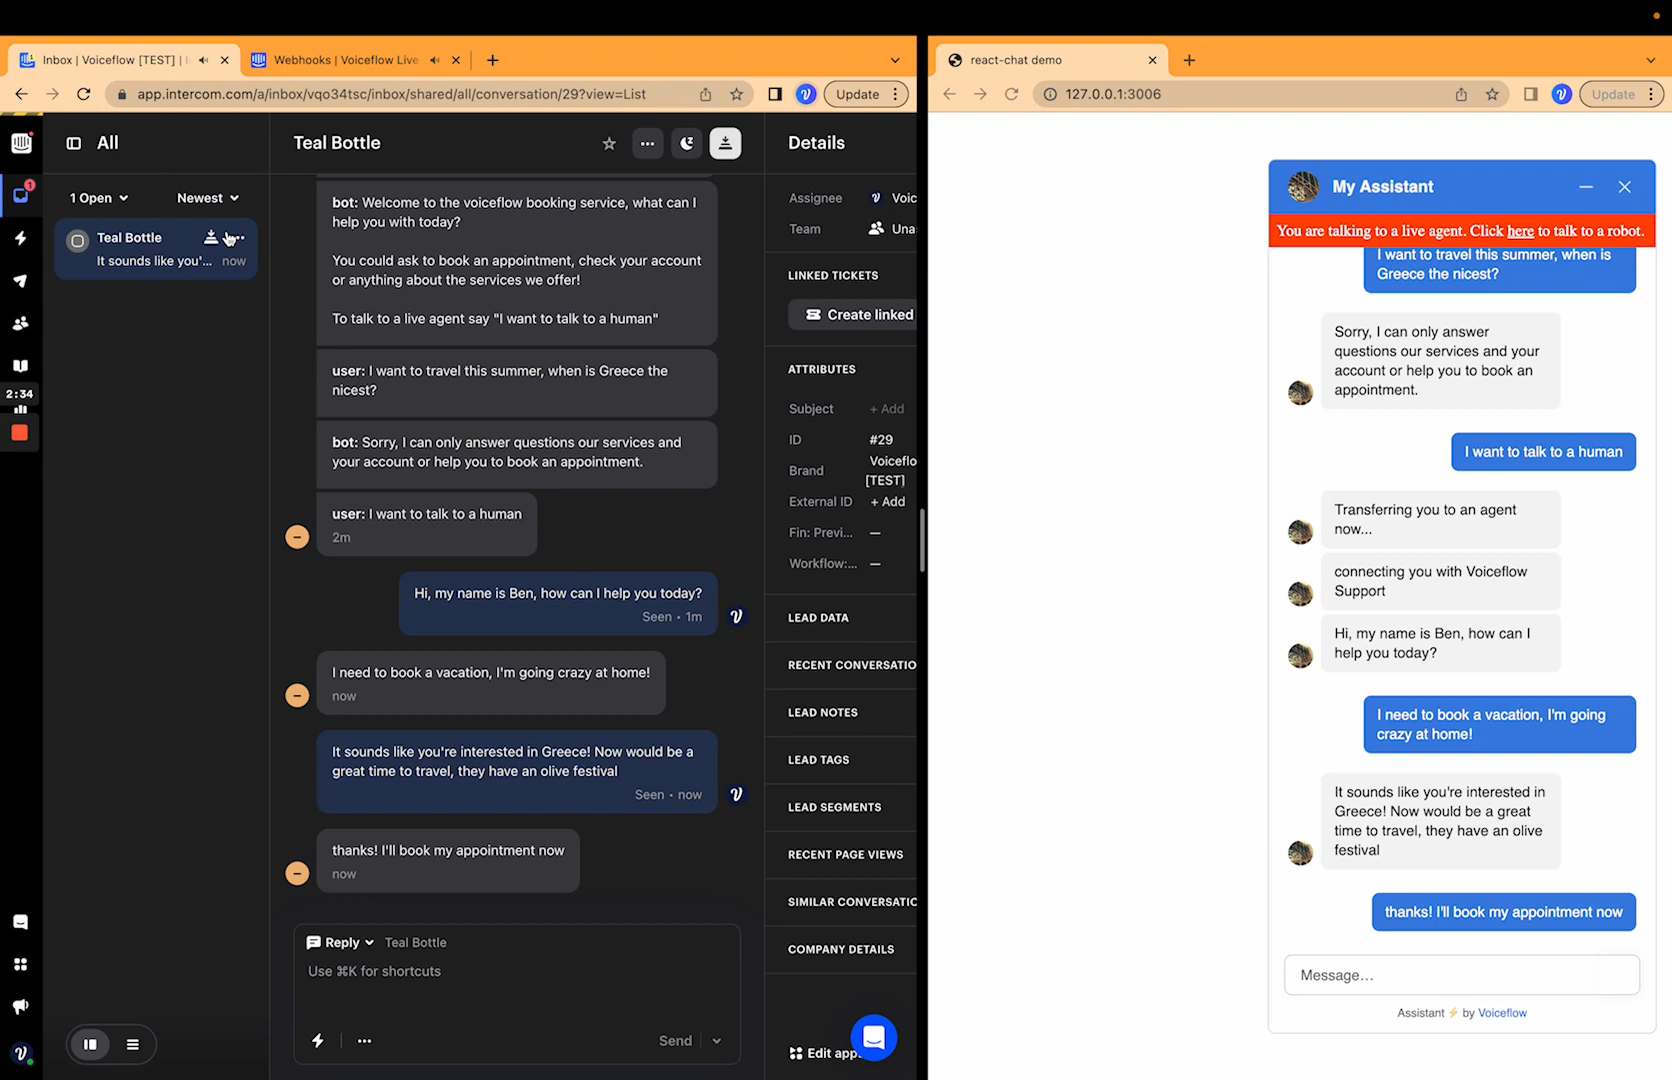 Inbox | Voiceflow [TEST] |
Webhooks | Voiceflow Live
app.intercom.com/a/inbox/vqo34tsc/inbox/shared/all/conversation/29?view=List
Update
react-chat demo
127.0.0.1:3006
Update
1
2:34
All
1 Open
Newest
Teal Bottle
It sounds like you'...
now
Teal Bottle
bot: Welcome to the voiceflow booking service, what can I
help you with today?
You could ask to book an appointment, check your account
or anything about the services we offer!
To talk to a live agent say "I want to talk to a human"
user: I want to travel this summer, when is Greece the
nicest?
bot: Sorry, I can only answer questions our services and
your account or help you to book an appointment.
user: I want to talk to a human
2m
Hi, my name is Ben, how can I help you today?
Seen • 1m
I need to book a vacation, I'm going crazy at home!
now
It sounds like you're interested in Greece! Now would be a
great time to travel, they have an olive festival
Seen • now
thanks! I'll book my appointment now
now
Reply
Teal Bottle
Use ⌘K for shortcuts
Send
Details
Assignee
Voic
Team
Una
LINKED TICKETS
Create linked
ATTRIBUTES
Subject
+ Add
ID
#29
Brand
Voiceflo
[TEST]
External ID
+ Add
Fin: Previ...
—
Workflow:...
—
LEAD DATA
RECENT CONVERSATIO
LEAD NOTES
LEAD TAGS
LEAD SEGMENTS
RECENT PAGE VIEWS
SIMILAR CONVERSATIO
COMPANY DETAILS
Edit app
My Assistant
You are talking to a live agent. Click here to talk to a robot.
I want to travel this summer, when is
Greece the nicest?
Sorry, I can only answer
questions our services and your
account or help you to book an
appointment.
I want to talk to a human
Transferring you to an agent
now...
connecting you with Voiceflow
Support
Hi, my name is Ben, how can I
help you today?
I need to book a vacation, I'm going
crazy at home!
It sounds like you're interested in
Greece! Now would be a great
time to travel, they have an olive
festival
thanks! I'll book my appointment now
Message...
Assistant ⚡ by Voiceflow